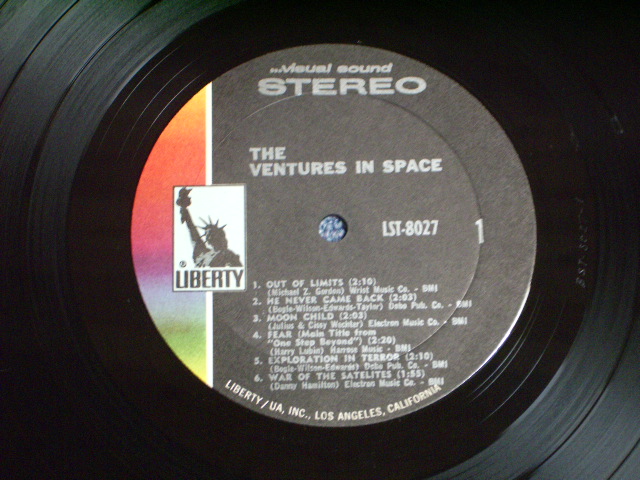 ...visual sound
STEREO
THE
VENTURES IN SPACE
LST-8027
1
® LIBERTY
1. OUT OF LIMITS (2:10)
(Michael Z. Gordon) Wrist Music Co. - BMI
2. HE NEVER CAME BACK (2:03)
(Bogle-Wilson-Edwards-Taylor) Dobo Pub. Co. - BMI
3. MOON CHILD (2:03)
(Julius & Cissy Wechter) Electron Music Co. - BMI
4. FEAR (Main Title from
"One Step Beyond") (2:20)
(Harry Lubin) Harrose Music - BMI
5. EXPLORATION IN TERROR (2:10)
(Bogle-Wilson-Edwards) Dobo Pub. Co. - BMI
6. WAR OF THE SATELITES (1:55)
(Danny Hamilton) Electron Music Co. - BMI
LIBERTY/UA, INC., LOS ANGELES, CALIFORNIA